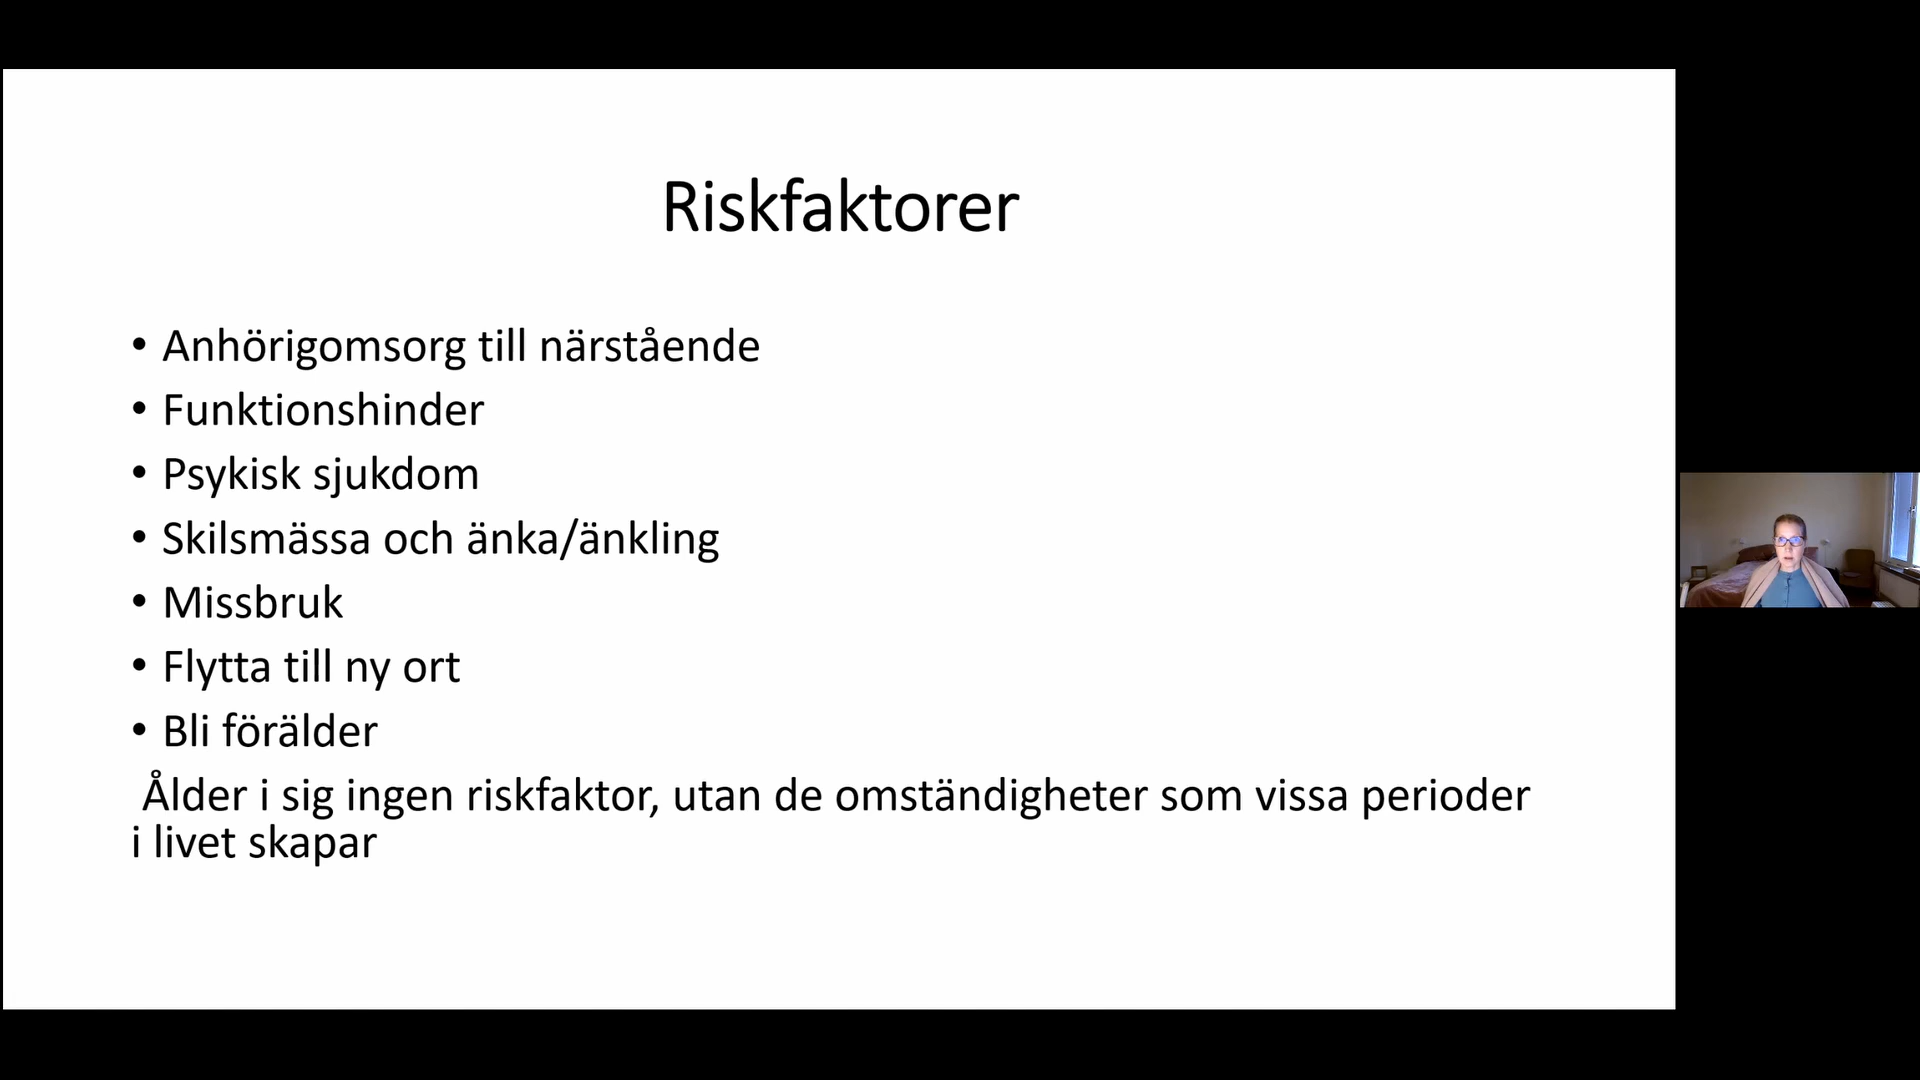 Riskfaktorer
• Anhörigomsorg till närstående
• Funktionshinder
• Psykisk sjukdom
• Skilsmässa och änka/änkling
• Missbruk
• Flytta till ny ort
• Bli förälder
Ålder i sig ingen riskfaktor, utan de omständigheter som vissa perioder
i livet skapar